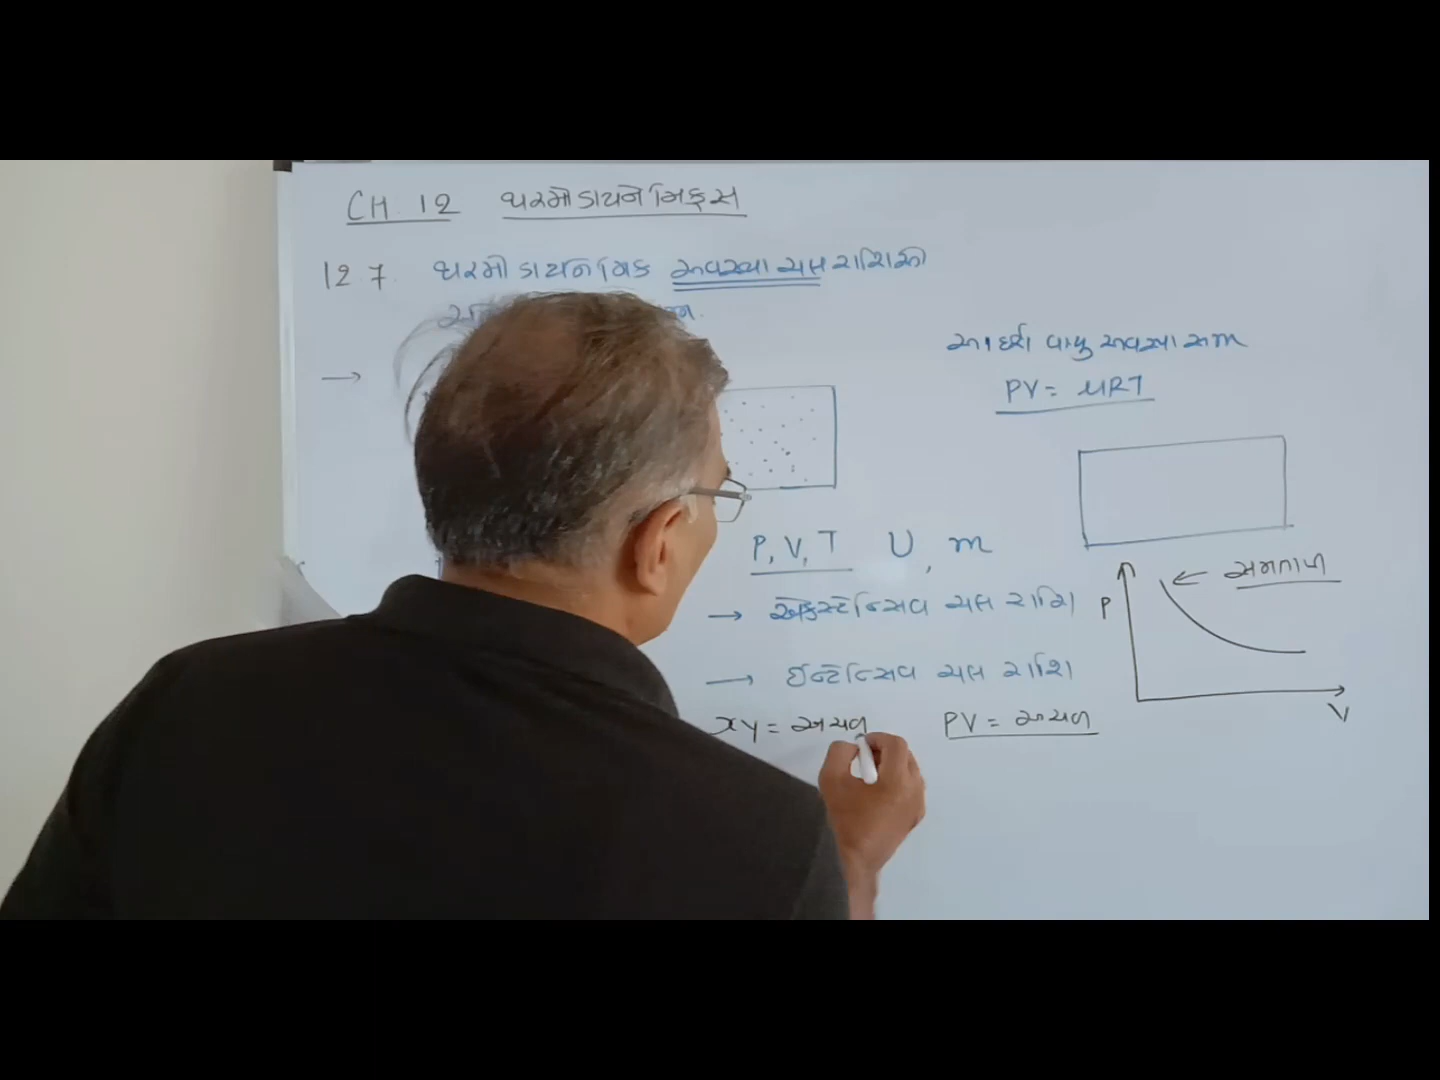 CH. 12 થરમોડાયનેમિક્સ
12.7. થરમોડાયનેમિક અવસ્થા ચલ રાશિઓ
આદર્શ વાયુ અવસ્થા સમી
PV = μRT
P, V, T U, m
→ એક્સ્ટેન્સિવ ચલ રાશિ
→ ઈન્ટેન્સિવ ચલ રાશિ
xy = અચળ PV = અચળ
P ← સમતાપી
V